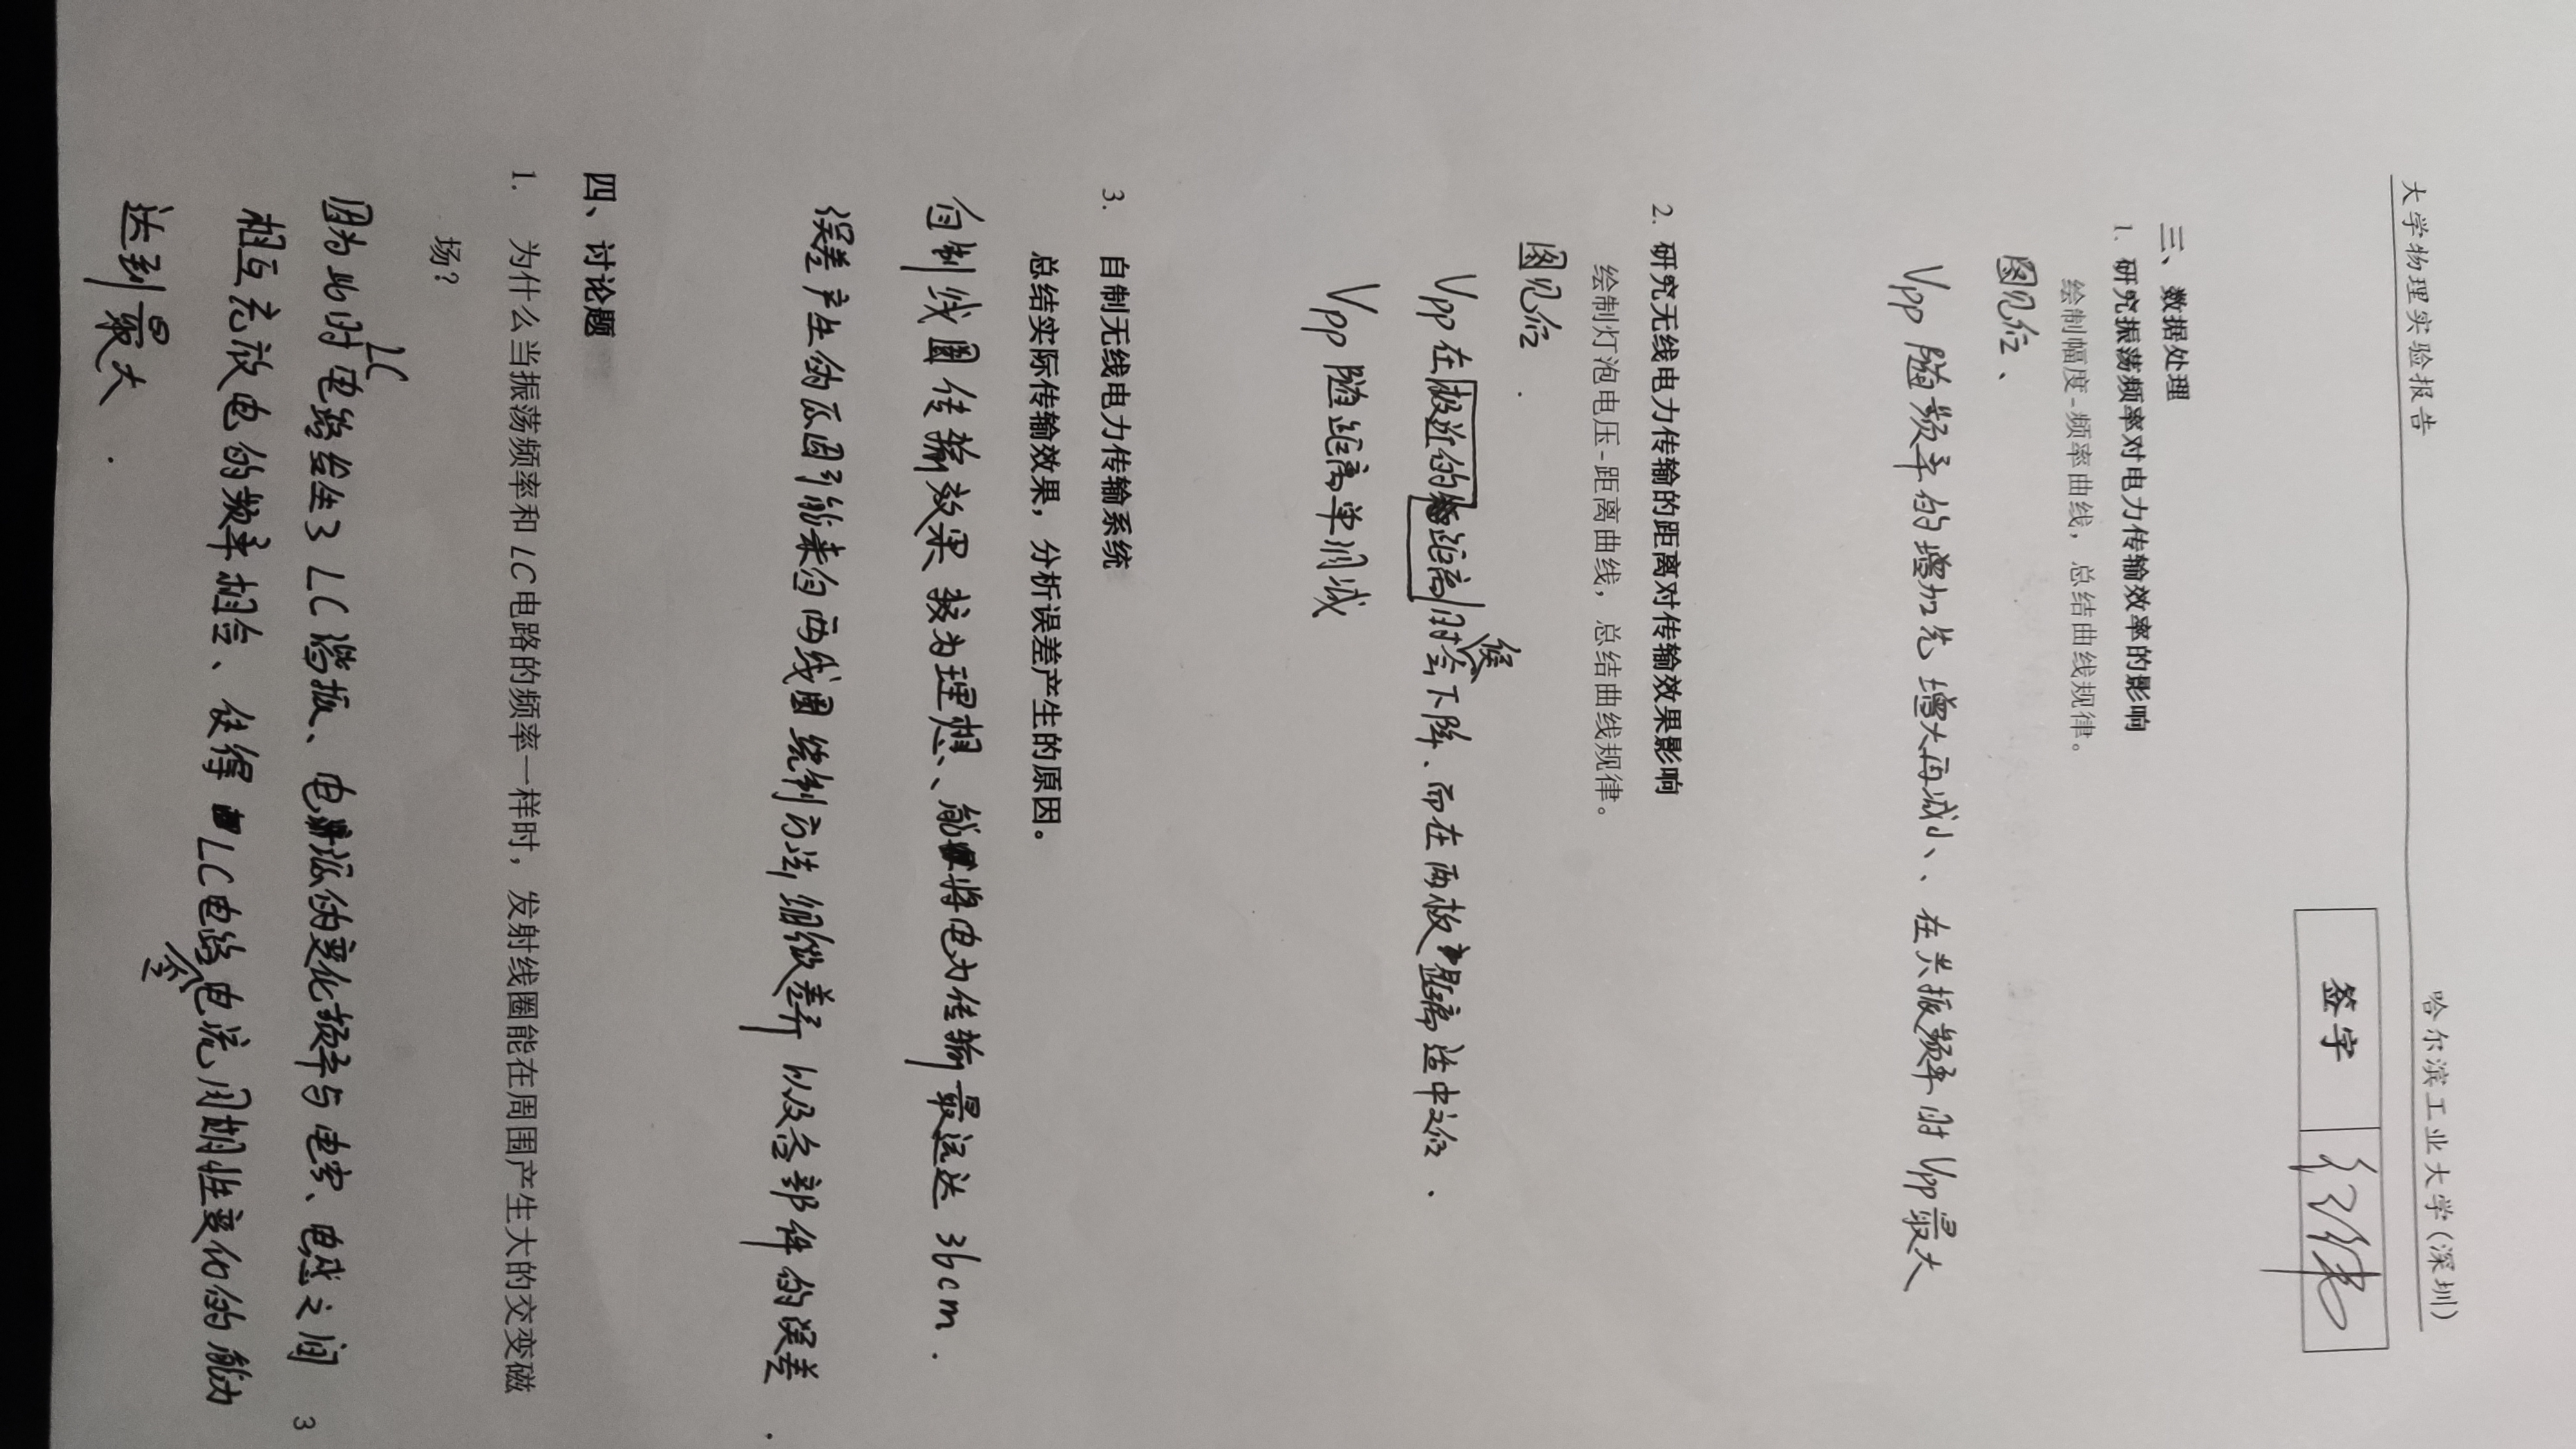 大学物理实验报告
哈尔滨工业大学(深圳)
签字
三、数据处理
1. 研究振荡频率对电力传输效率的影响
绘制幅度-频率曲线，总结曲线规律。
图见后、
Vpp 随频率的增加先增大再减小、在共振频率时 Vpp 最大
2. 研究无线电力传输的距离对传输效果影响
绘制灯泡电压-距离曲线，总结曲线规律。
图见后.
候
Vpp 在极近的距离时会下降、而在两板距离适中之后.
Vpp 随距离单调减
3. 自制无线电力传输系统
总结实际传输效果，分析误差产生的原因。
自制线圈传输效果较为理想、能将电力传输最远达 36cm.
误差产生的原因可能来自两线圈绕制方法细微差异以及各部件的误差.
四、讨论题
1. 为什么当振荡频率和 LC 电路的频率一样时，发射线圈能在周围产生大的交变磁
场？
LC
因为此时电路发生了 LC 谐振、电源的变化频率与电容、电感之间
3
相互充放电的频率相合、使得 LC 电路电流周期性变化的能力
令
达到最大.